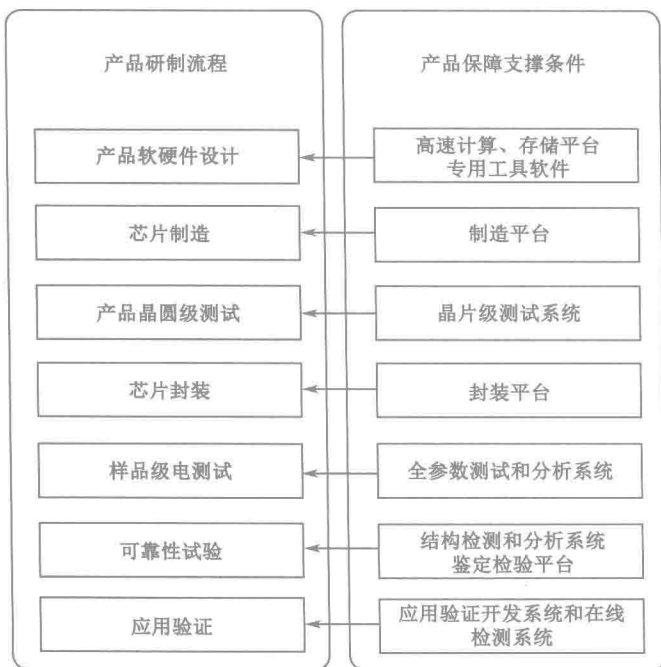 产品研制流程
产品保障支撑条件
产品软硬件设计
高速计算、存储平台
专用工具软件
芯片制造
制造平台
产品晶圆级测试
晶片级测试系统
芯片封装
封装平台
样品级电测试
全参数测试和分析系统
可靠性试验
结构检测和分析系统
鉴定检验平台
应用验证
应用验证开发系统和在线
检测系统